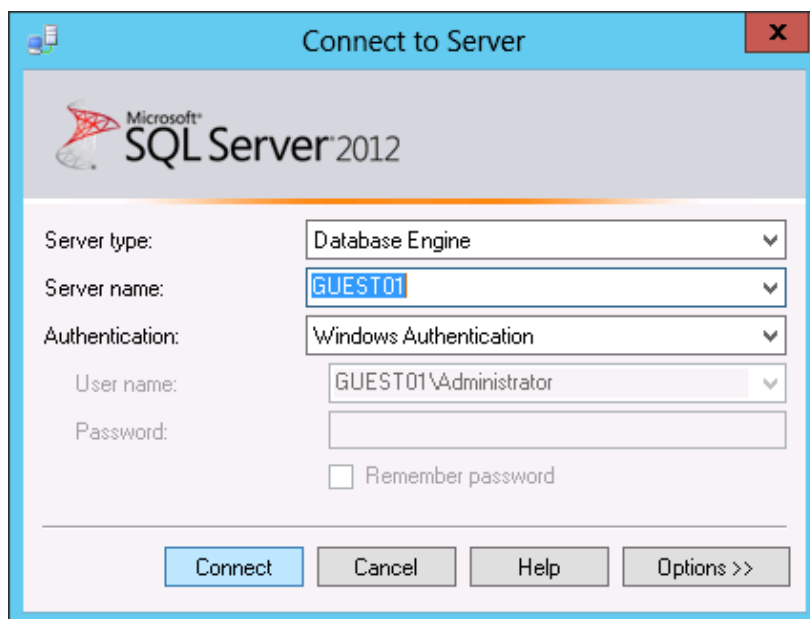 Connect to Server
x
Microsoft®
SQL Server® 2012
Server type: Database Engine
Server name: GUEST01
Authentication: Windows Authentication
User name: GUEST01\Administrator
Password:
Remember password
Connect Cancel Help Options >>